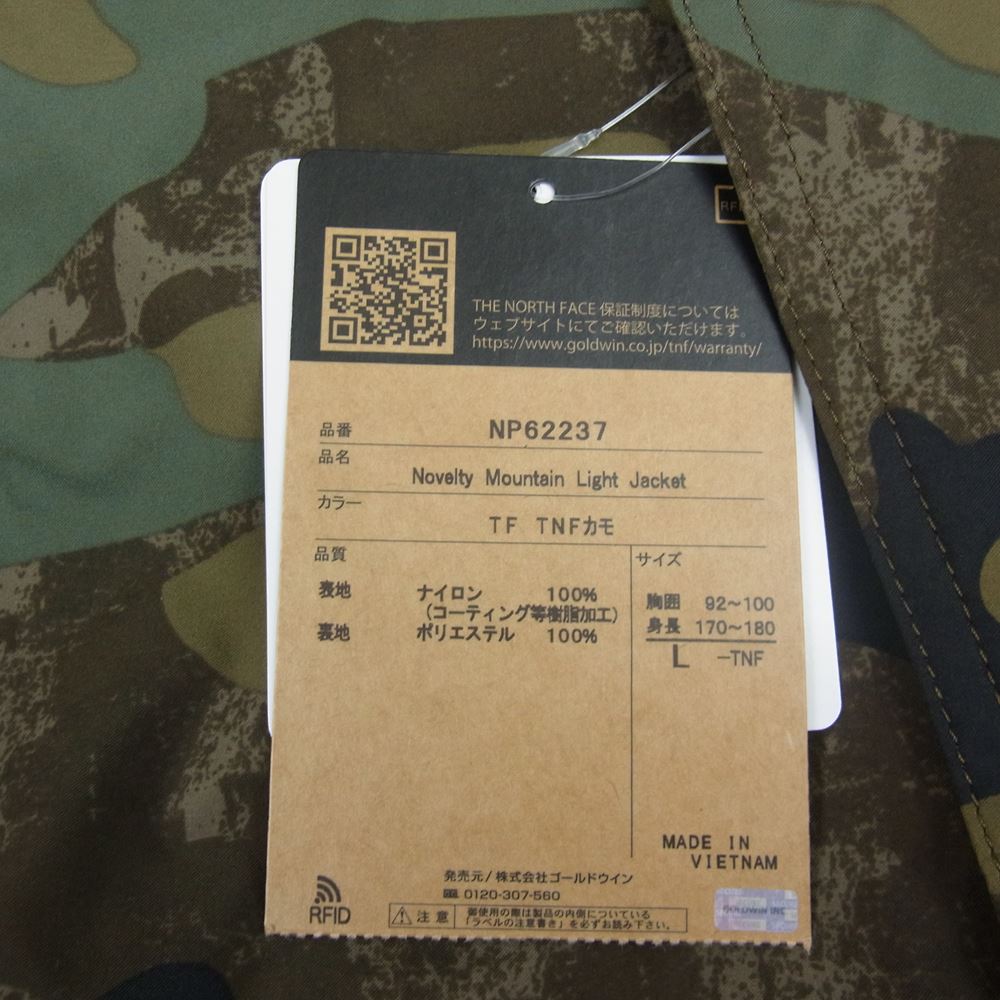 RFID
THE NORTH FACE 保証制度については
ウェブサイトにてご確認いただけます。
https://www.goldwin.co.jp/tnf/warranty/
品番 NP62237
品名
Novelty Mountain Light Jacket
カラー
TF TNFカモ
品質
表地 ナイロン 100%
(コーティング等樹脂加工)
裏地 ポリエステル 100%
サイズ
胸囲 92~100
身長 170~180
L -TNF
MADE IN
VIETNAM
発売元/株式会社ゴールドウイン
0120-307-560
RFID
注意
御使用の際は製品の内側についている
「ラベルの注意書き」を必ずお読み下さい。
GOLDWIN INC